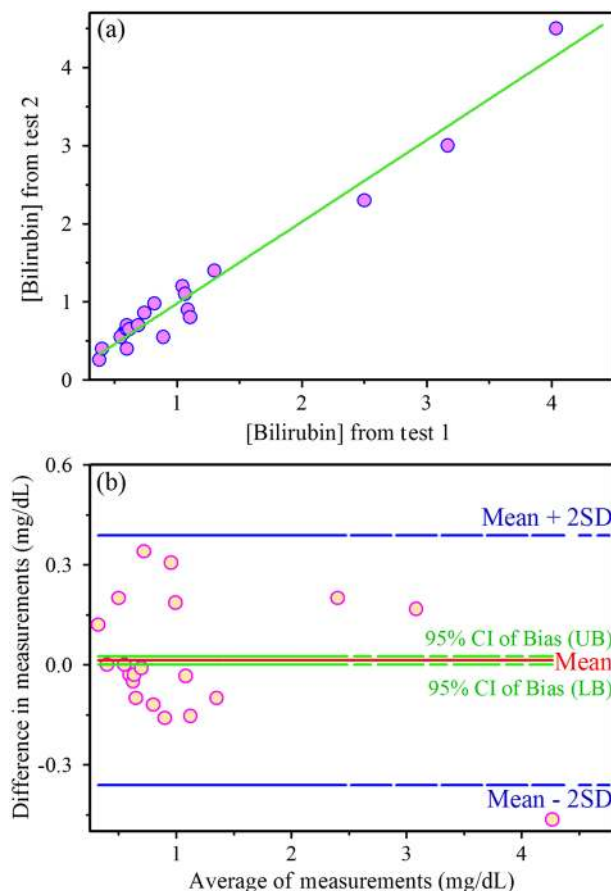 (a)
[Bilirubin] from test 2
4
3
2
1
0
1
2
3
4
[Bilirubin] from test 1
(b)
Difference in measurements (mg/dL)
0.6
0.3
0.0
-0.3
Mean + 2SD
95% CI of Bias (UB)
Mean
95% CI of Bias (LB)
Mean - 2SD
1
2
3
4
Average of measurements (mg/dL)